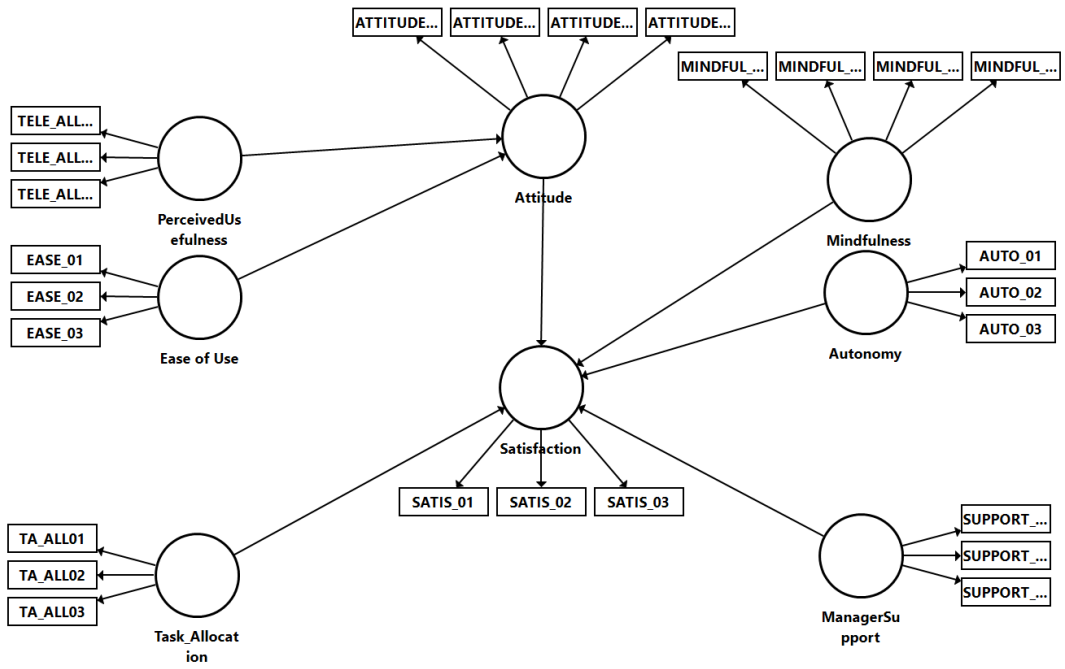 ATTITUDE...
ATTITUDE...
ATTITUDE...
ATTITUDE...
MINDFUL_...
MINDFUL_...
MINDFUL_...
MINDFUL_...
TELE_ALL...
TELE_ALL...
TELE_ALL...
PerceivedUs
efulness
Attitude
Mindfulness
EASE_01
EASE_02
EASE_03
Ease of Use
AUTO_01
AUTO_02
AUTO_03
Autonomy
Satisfaction
SATIS_01
SATIS_02
SATIS_03
TA_ALL01
TA_ALL02
TA_ALL03
Task_Allocat
ion
SUPPORT_...
SUPPORT_...
SUPPORT_...
ManagerSu
pport